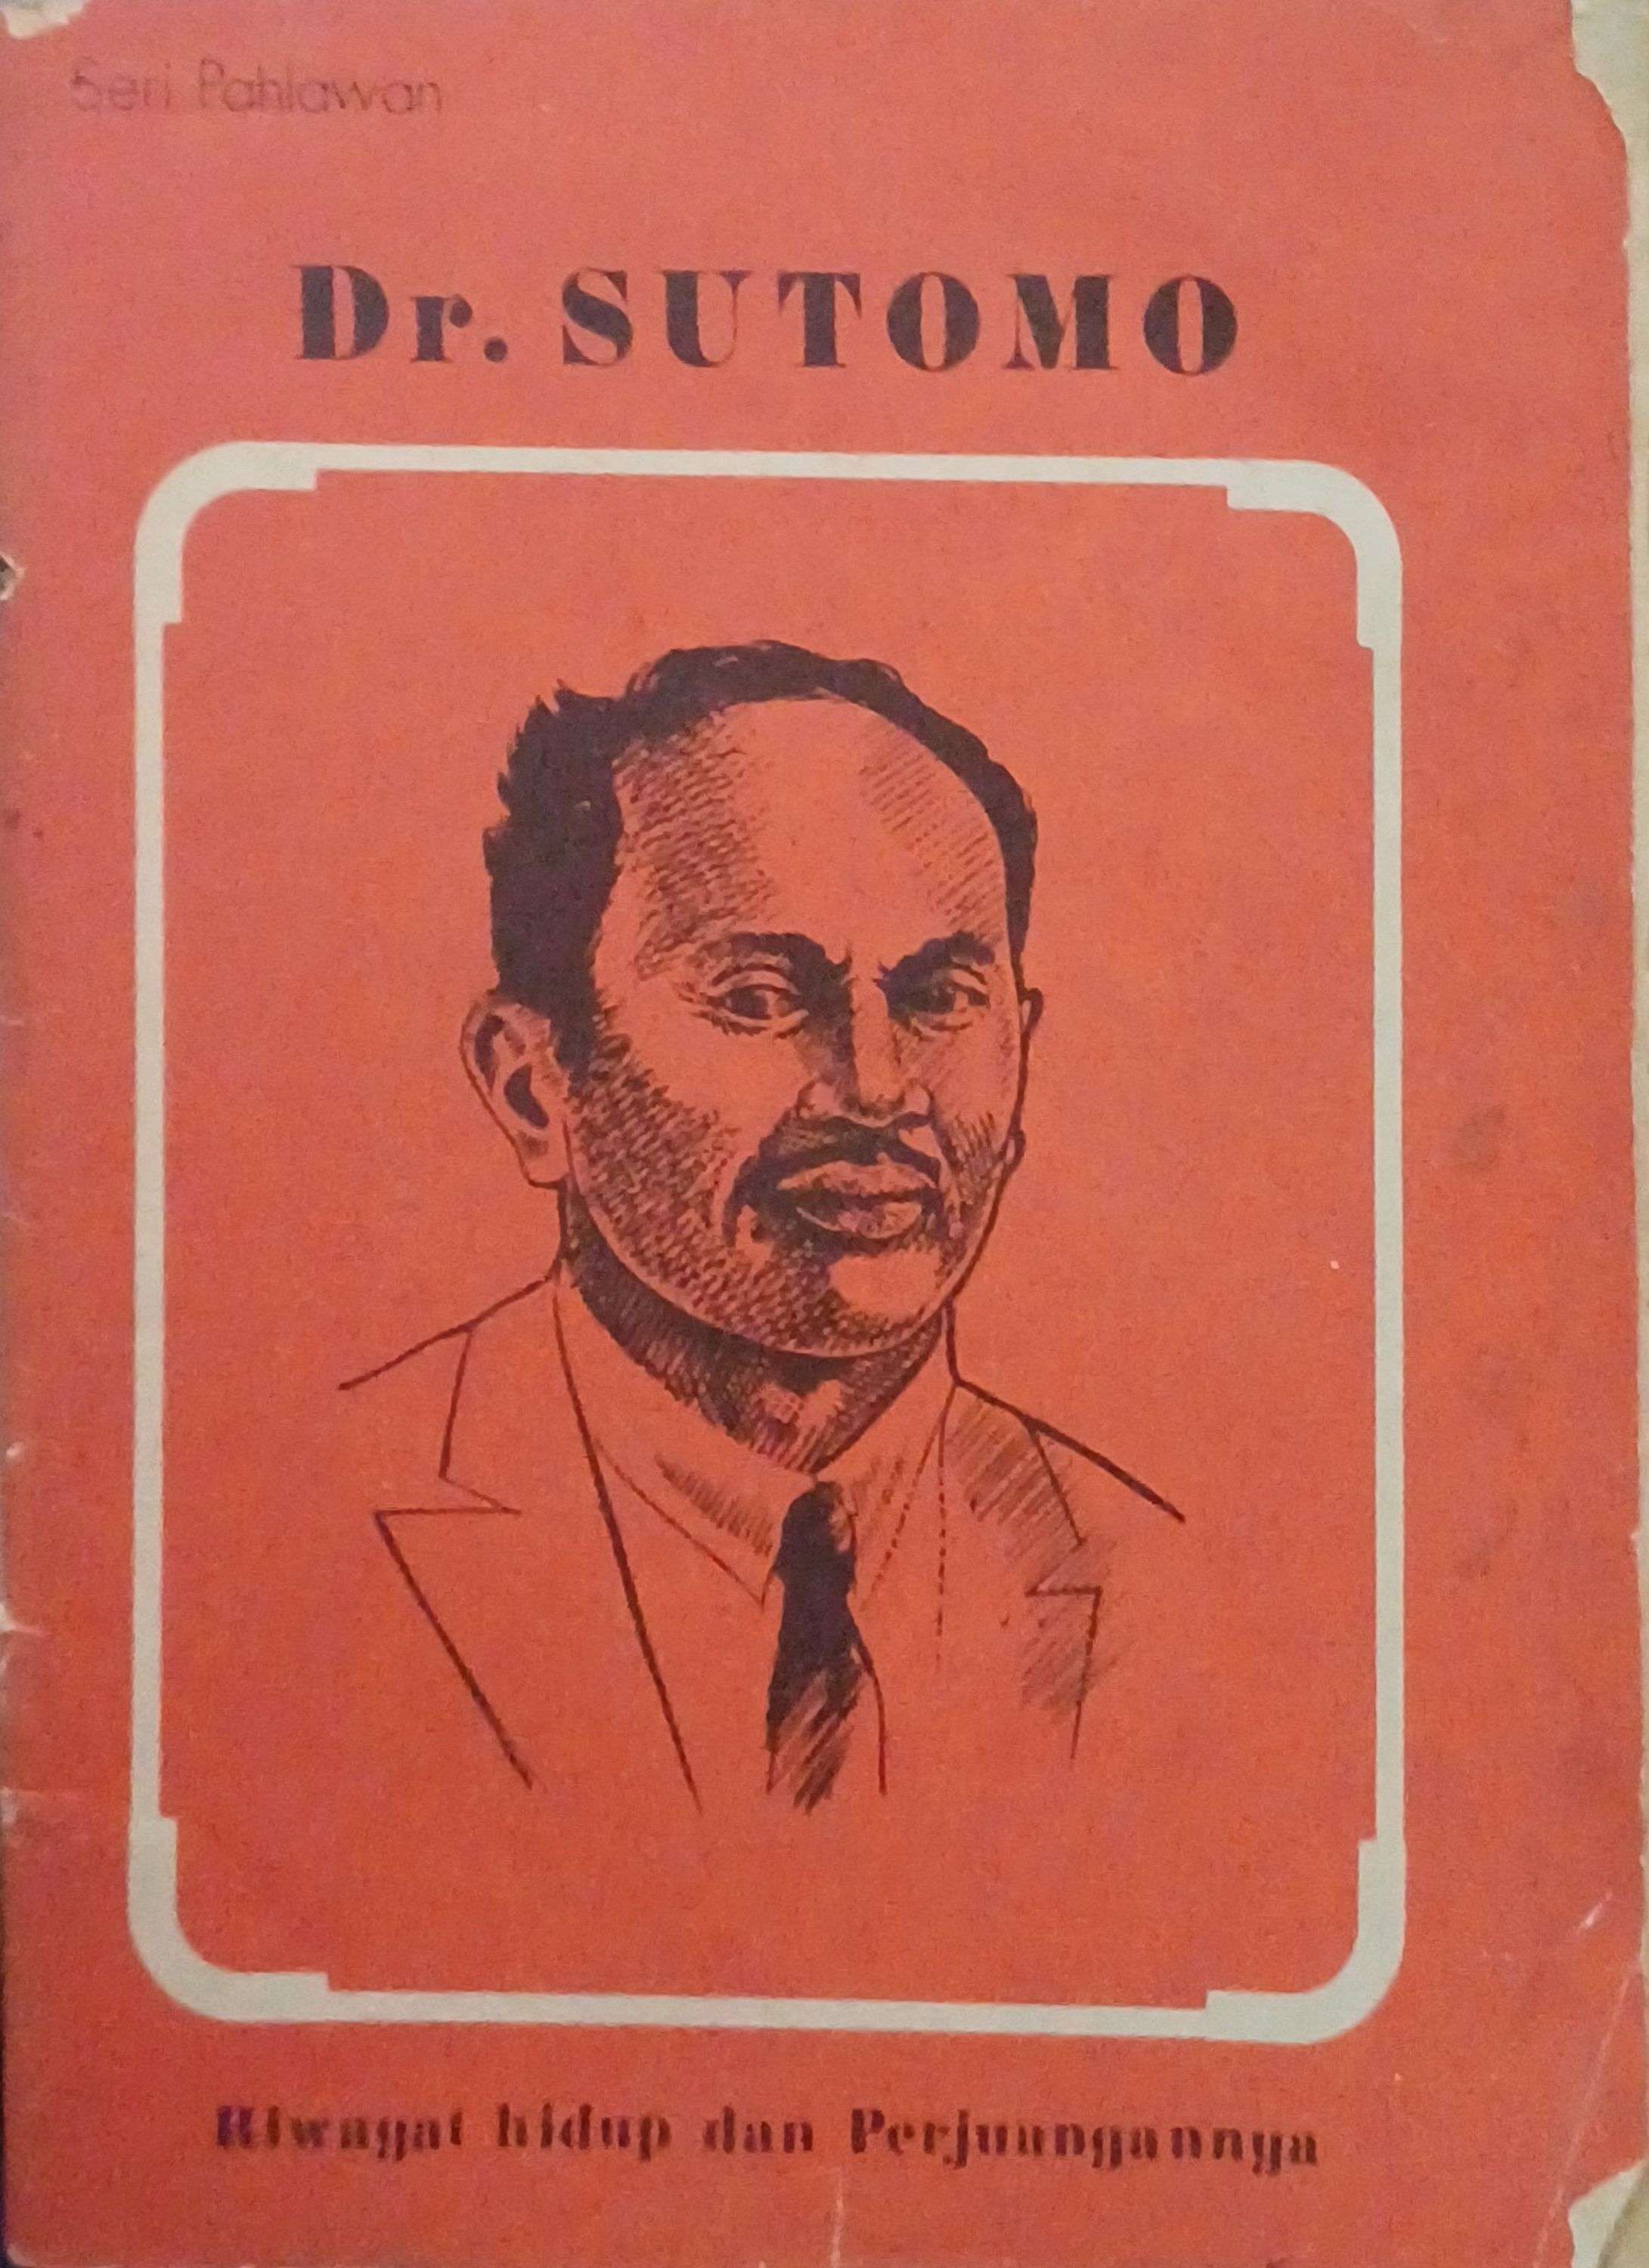 Seri Pahlawan
Dr. SUTOMO
Riwayat hidup dan Perjuangannya